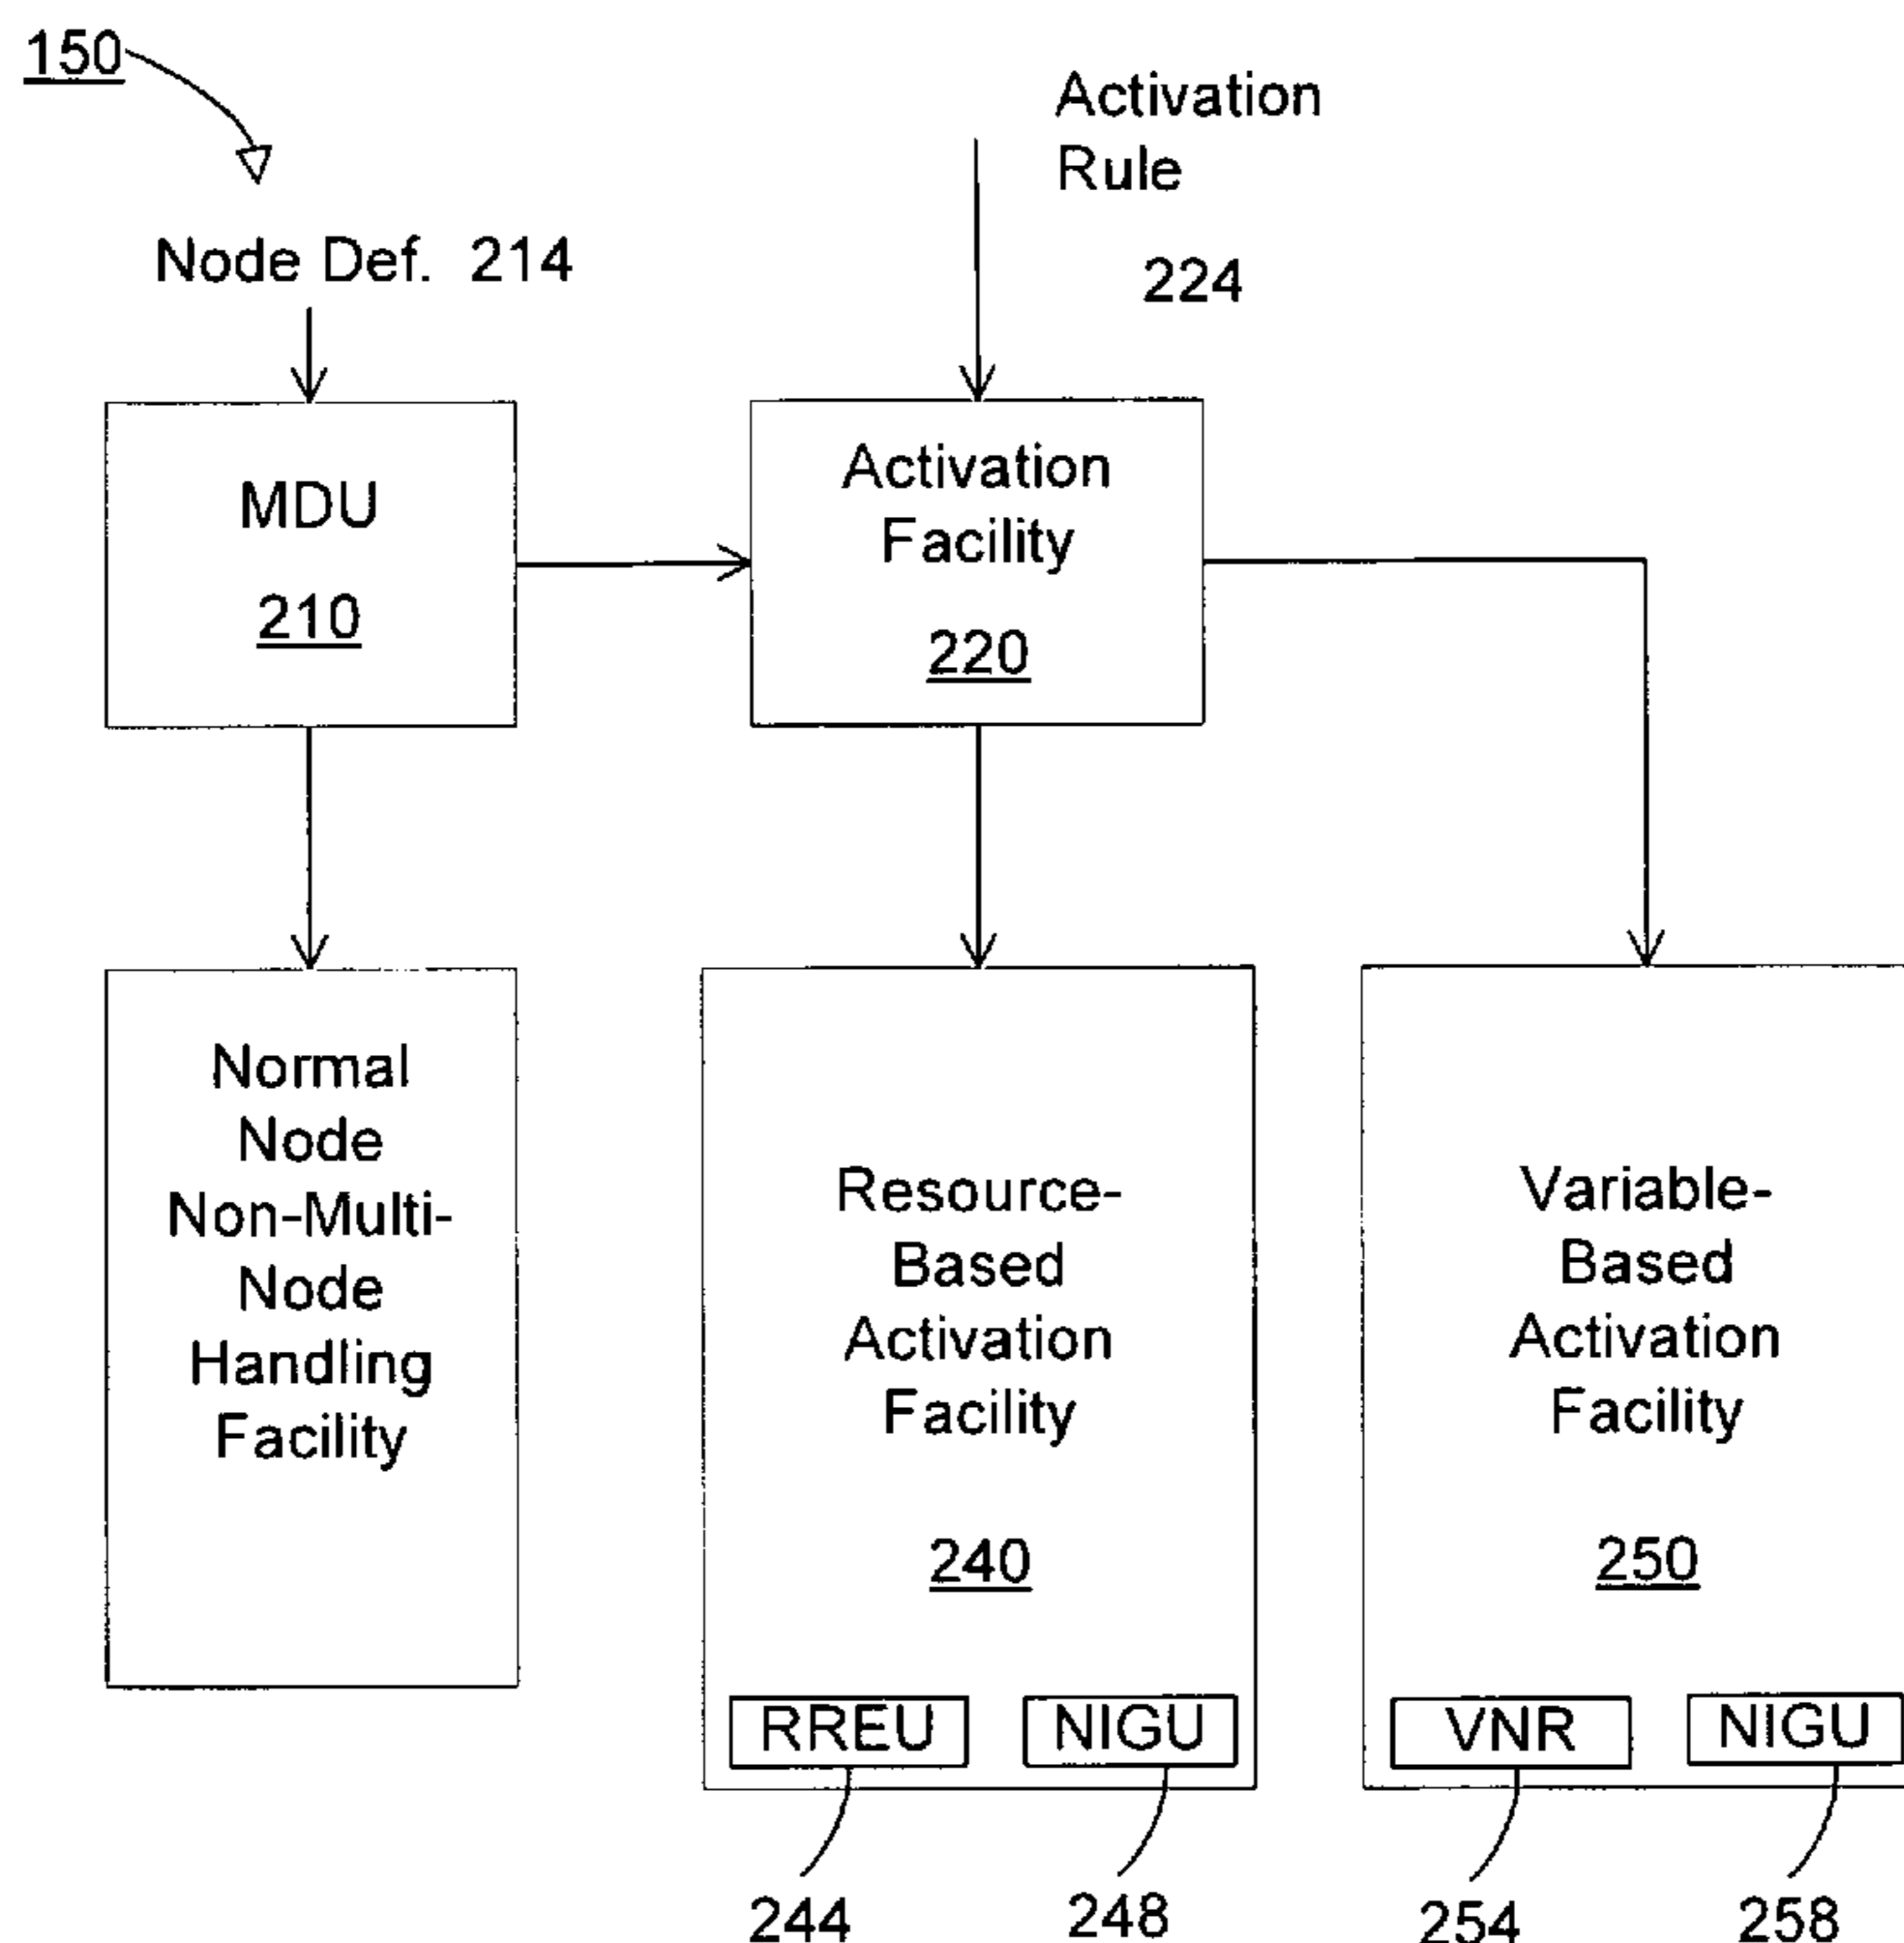 150
Activation
Rule
224
Node Def. 214
MDU
210
Activation
Facility
220
Normal
Node
Non-Multi-
Node
Handling
Facility
Resource-
Based
Activation
Facility
240
RREU
NIGU
Variable-
Based
Activation
Facility
250
VNR
NIGU
244
248
254
258